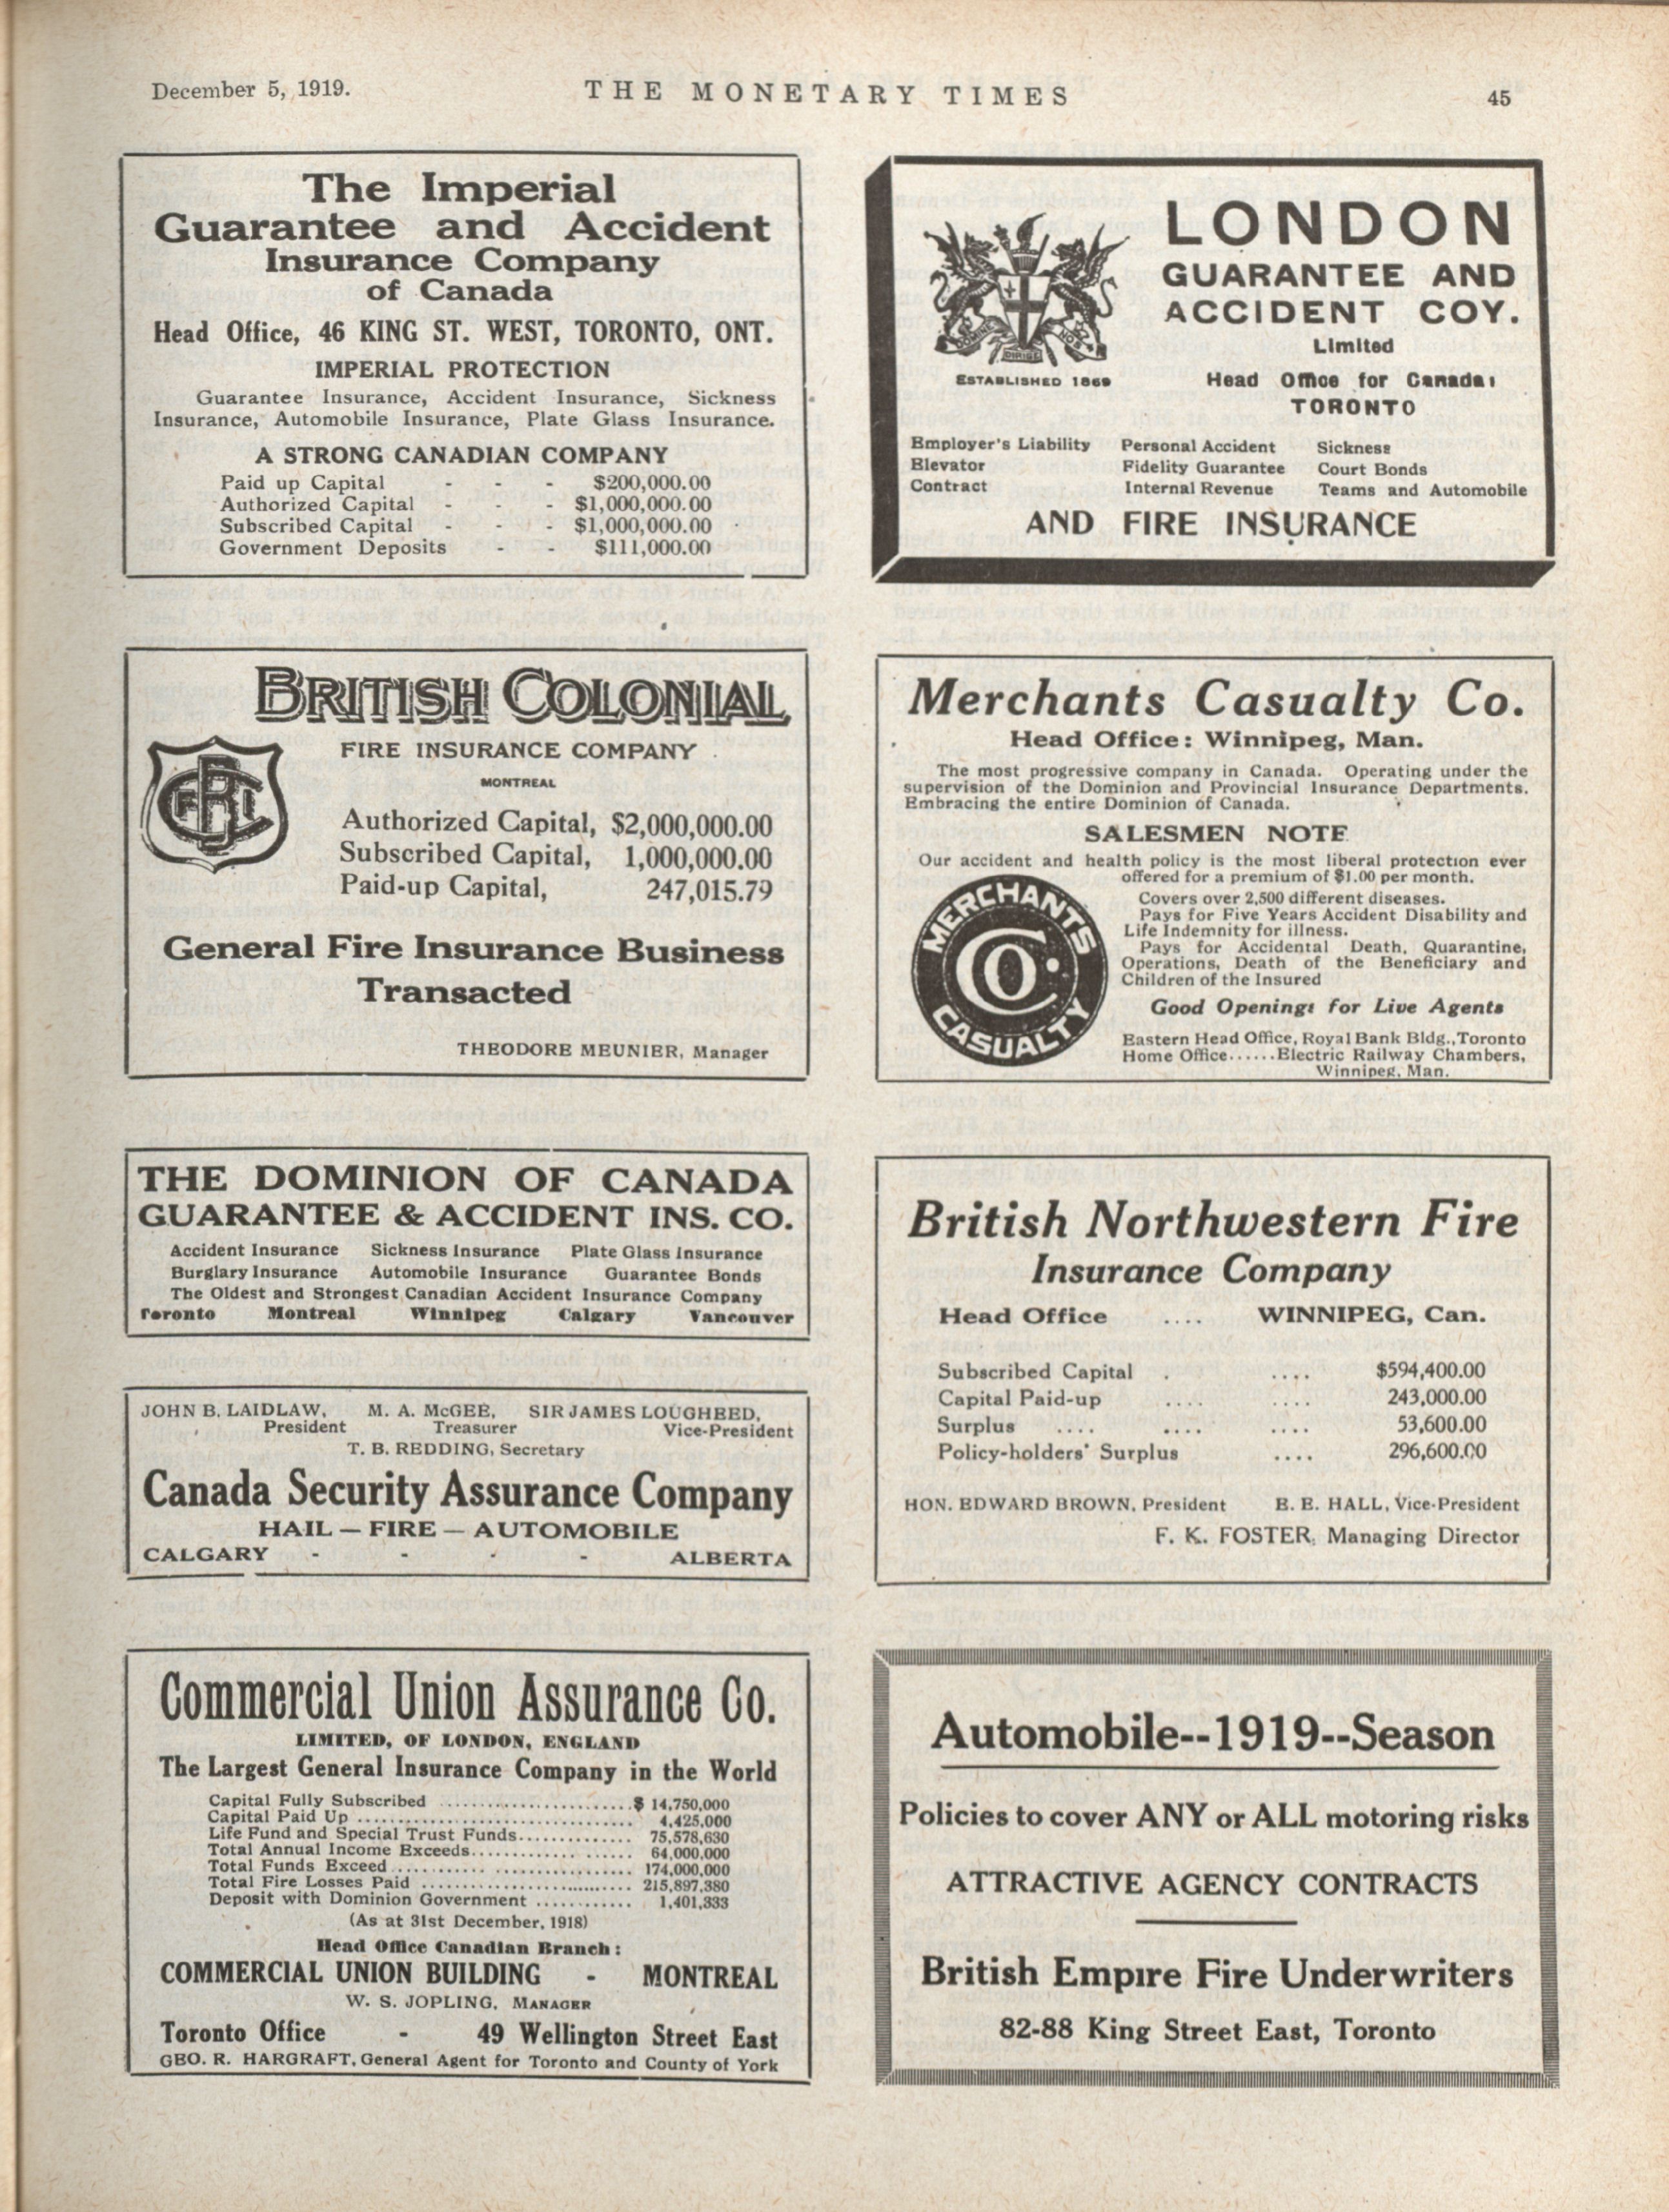 December 5, 1919.
THE MONETARY TIMES
45
The Imperial
Guarantee and Accident
Insurance Company
of Canada
Head Office, 46 KING ST. WEST, TORONTO, ONT.
IMPERIAL PROTECTION
Guarantee Insurance, Accident Insurance, Sickness
Insurance, Automobile Insurance, Plate Glass Insurance.
A STRONG CANADIAN COMPANY
Paid up Capital - - - $200,000.00
Authorized Capital - - - $1,000,000.00
Subscribed Capital - - - $1,000,000.00
Government Deposits - - $111,000.00
BRITISH COLONIAL
FIRE INSURANCE COMPANY
MONTREAL
Authorized Capital, $2,000,000.00
Subscribed Capital, 1,000,000.00
Paid-up Capital, 247,015.79
General Fire Insurance Business
Transacted
THEODORE MEUNIER, Manager
THE DOMINION OF CANADA
GUARANTEE & ACCIDENT INS. CO.
Accident Insurance Sickness Insurance Plate Glass Insurance
Burglary Insurance Automobile Insurance Guarantee Bonds
The Oldest and Strongest Canadian Accident Insurance Company
Toronto Montreal Winnipeg Calgary Vancouver
JOHN B. LAIDLAW, M. A. McGEE, SIR JAMES LOUGHEED,
President Treasurer Vice-President
T. B. REDDING, Secretary
Canada Security Assurance Company
HAIL — FIRE — AUTOMOBILE
CALGARY - - - - ALBERTA
Commercial Union Assurance Co.
LIMITED, OF LONDON, ENGLAND
The Largest General Insurance Company in the World
Capital Fully Subscribed ........................ $ 14,750,000
Capital Paid Up .................................. 4,425,000
Life Fund and Special Trust Funds.............. 75,578,630
Total Annual Income Exceeds.................... 64,000,000
Total Funds Exceed .............................. 174,000,000
Total Fire Losses Paid .......................... 215,897,380
Deposit with Dominion Government ............ 1,401,333
(As at 31st December, 1918)
Head Office Canadian Branch:
COMMERCIAL UNION BUILDING - MONTREAL
W. S. JOPLING, MANAGER
Toronto Office - 49 Wellington Street East
GEO. R. HARGRAFT, General Agent for Toronto and County of York
LONDON
GUARANTEE AND
ACCIDENT COY.
Limited
ESTABLISHED 1869
Head Office for Canada:
TORONTO
Employer's Liability Personal Accident Sickness
Elevator Fidelity Guarantee Court Bonds
Contract Internal Revenue Teams and Automobile
AND FIRE INSURANCE
Merchants Casualty Co.
Head Office: Winnipeg, Man.
The most progressive company in Canada. Operating under the
supervision of the Dominion and Provincial Insurance Departments.
Embracing the entire Dominion of Canada.
SALESMEN NOTE
Our accident and health policy is the most liberal protection ever
offered for a premium of $1.00 per month.
Covers over 2,500 different diseases.
Pays for Five Years Accident Disability and
Life Indemnity for illness.
Pays for Accidental Death, Quarantine,
Operations, Death of the Beneficiary and
Children of the Insured
Good Openings for Live Agents
Eastern Head Office, Royal Bank Bldg., Toronto
Home Office......Electric Railway Chambers,
Winnipeg, Man.
MERCHANTS
CO.
CASUALTY
British Northwestern Fire
Insurance Company
Head Office .... WINNIPEG, Can.
Subscribed Capital . .... $594,400.00
Capital Paid-up .... .... 243,000.00
Surplus .... .... .... 53,600.00
Policy-holders' Surplus .... 296,600.00
HON. EDWARD BROWN, President E. E. HALL, Vice-President
F. K. FOSTER, Managing Director
Automobile--1919--Season
Policies to cover ANY or ALL motoring risks
ATTRACTIVE AGENCY CONTRACTS
British Empire Fire Underwriters
82-88 King Street East, Toronto